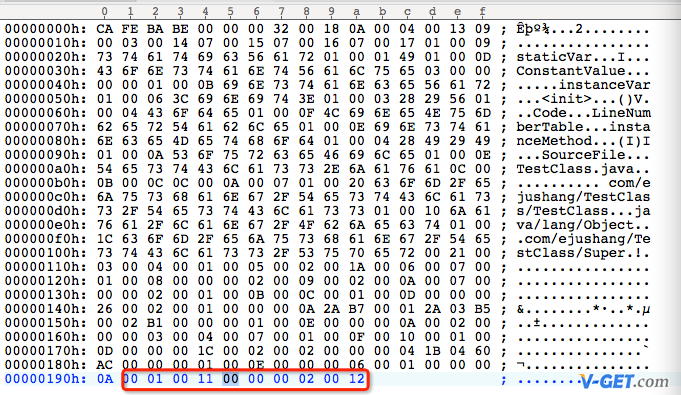 0 1 2 3 4 5 6 7 8 9 a b c d e f
00000000h: CA FE BA BE 00 00 00 32 00 18 0A 00 04 00 13 09 ; Êþº¾...2........
00000010h: 00 03 00 14 07 00 15 07 00 16 07 00 17 01 00 09 ; ................
00000020h: 73 74 61 74 69 63 56 61 72 01 00 01 49 01 00 0D ; staticVar...I...
00000030h: 43 6F 6E 73 74 61 6E 74 56 61 6C 75 65 03 00 00 ; ConstantValue...
00000040h: 00 00 01 00 0B 69 6E 73 74 61 6E 63 65 56 61 72 ; .....instanceVar
00000050h: 01 00 06 3C 69 6E 69 74 3E 01 00 03 28 29 56 01 ; ...<init>...()V.
00000060h: 00 04 43 6F 64 65 01 00 0F 4C 69 6E 65 4E 75 6D ; ..Code...LineNum
00000070h: 62 65 72 54 61 62 6C 65 01 00 0E 69 6E 73 74 61 ; berTable...insta
00000080h: 6E 63 65 4D 65 74 68 6F 64 01 00 04 28 49 29 49 ; nceMethod...(I)I
00000090h: 01 00 0A 53 6F 75 72 63 65 46 69 6C 65 01 00 0E ; ...SourceFile...
000000a0h: 54 65 73 74 43 6C 61 73 73 2E 6A 61 76 61 0C 00 ; TestClass.java..
000000b0h: 0B 00 0C 0C 00 0A 00 07 01 00 20 63 6F 6D 2F 65 ; .......... com/e
000000c0h: 6A 75 73 68 61 6E 67 2F 54 65 73 74 43 6C 61 73 ; jushang/TestClas
000000d0h: 73 2F 54 65 73 74 43 6C 61 73 73 01 00 10 6A 61 ; s/TestClass...ja
000000e0h: 76 61 2F 6C 61 6E 67 2F 4F 62 6A 65 63 74 01 00 ; va/lang/Object..
000000f0h: 1C 63 6F 6D 2F 65 6A 75 73 68 61 6E 67 2F 54 65 ; .com/ejushang/Te
00000100h: 73 74 43 6C 61 73 73 2F 53 75 70 65 72 00 21 00 ; stClass/Super.!.
00000110h: 03 00 04 00 01 00 05 00 02 00 1A 00 06 00 07 00 ; ................
00000120h: 01 00 08 00 00 00 02 00 09 00 02 00 0A 00 07 00 ; ................
00000130h: 00 00 02 00 01 00 0B 00 0C 00 01 00 0D 00 00 00 ; ................
00000140h: 26 00 02 00 01 00 00 00 0A 2A B7 00 01 2A 03 B5 ; &........*·..*.µ
00000150h: 00 02 B1 00 00 00 01 00 0E 00 00 00 0A 00 02 00 ; ..±.............
00000160h: 00 00 03 00 04 00 07 00 01 00 0F 00 10 00 01 00 ; ................
00000170h: 0D 00 00 00 1C 00 02 00 02 00 00 00 04 1B 04 60 ; ...............`
00000180h: AC 00 00 00 01 00 0E 00 00 00 06 00 01 00 00 00 ; ¬...............
00000190h: 0A 00 01 00 11 00 00 00 02 00 12 ; ...........
V-GET.com